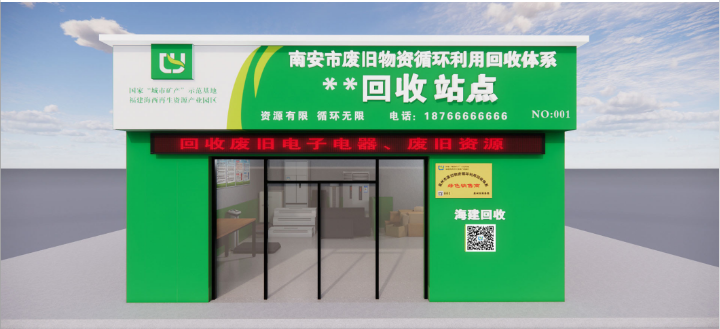 南安市废旧物资循环利用回收体系
国家“城市矿产”示范基地
福建海西再生资源产业园区
**回收站点
资源有限 循环无限 电话：18766666666
NO:001
回收废旧电子电器、废旧资源
海建回收